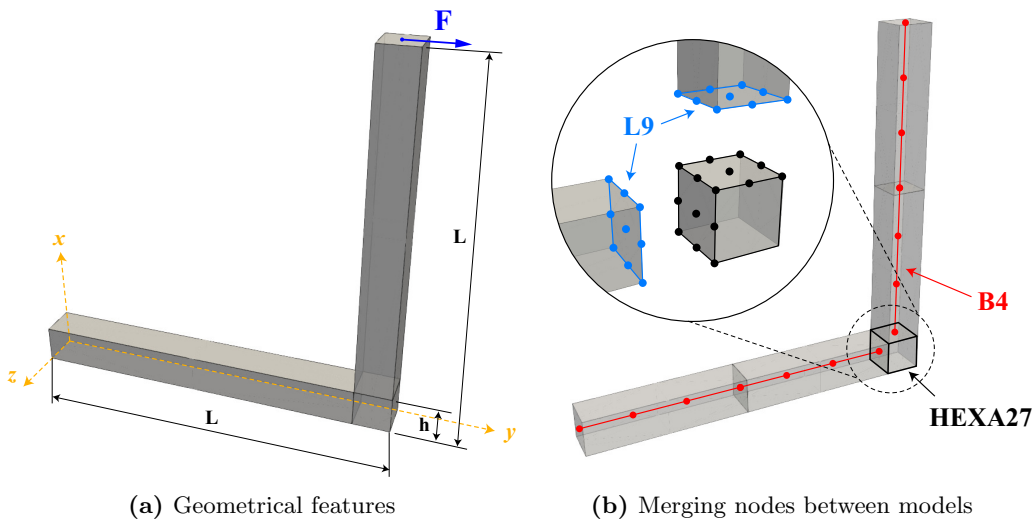 F
L
x
z
L
h
y
(a) Geometrical features
L9
B4
HEXA27
(b) Merging nodes between models